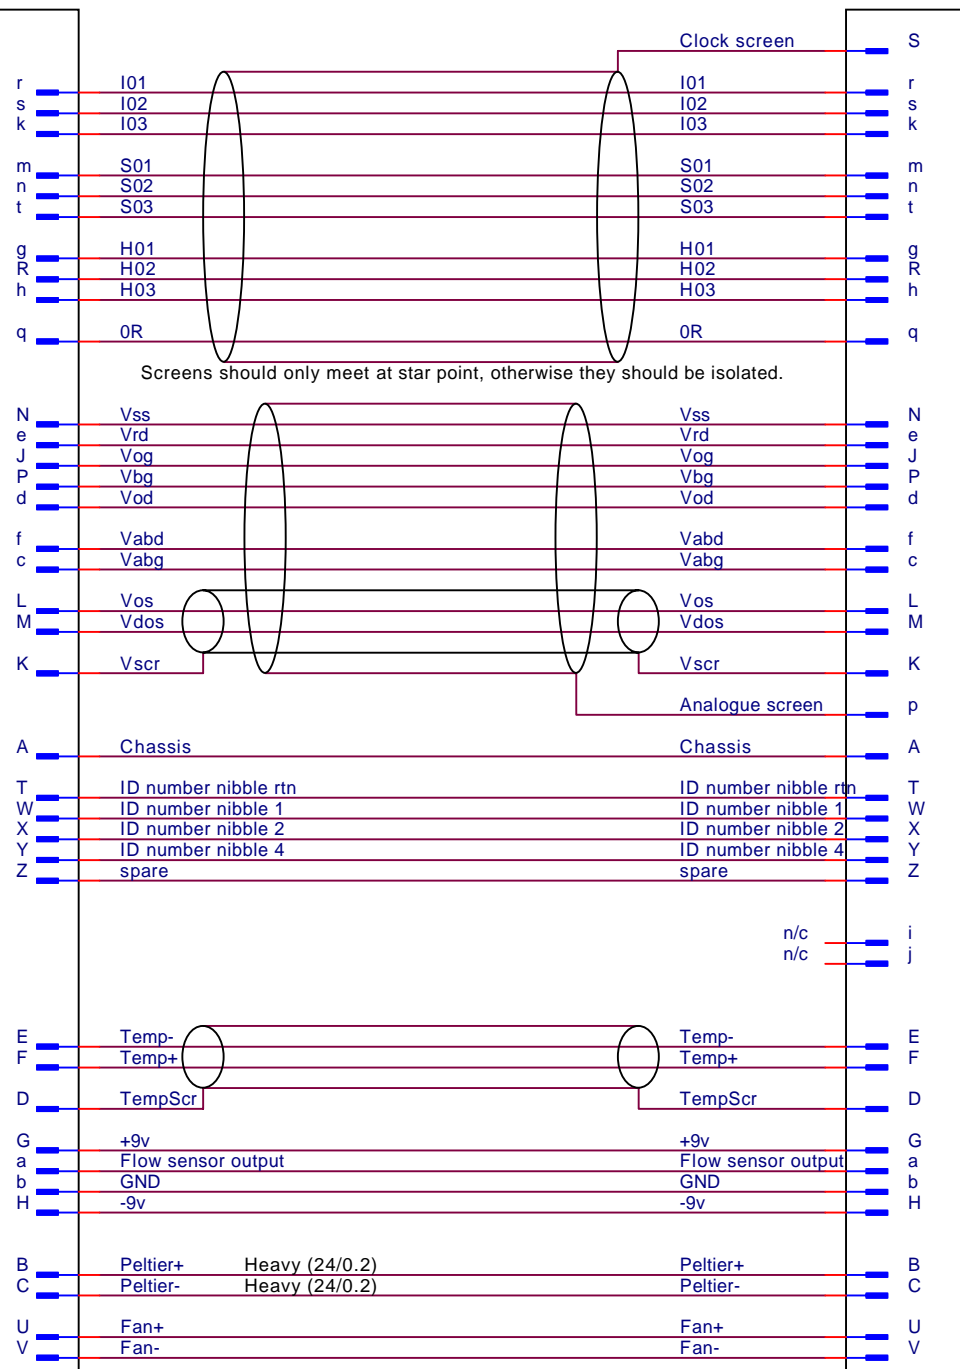 Clock screen S
r I01 I01 r
s I02 I02 s
k I03 I03 k
m S01 S01 m
n S02 S02 n
t S03 S03 t
g H01 H01 g
R H02 H02 R
h H03 H03 h
q 0R 0R q
Screens should only meet at star point, otherwise they should be isolated.
N Vss Vss N
e Vrd Vrd e
J Vog Vog J
P Vbg Vbg P
d Vod Vod d
f Vabd Vabd f
c Vabg Vabg c
L Vos Vos L
M Vdos Vdos M
K Vscr Vscr K
Analogue screen p
A Chassis Chassis A
T ID number nibble rtn ID number nibble rtn T
W ID number nibble 1 ID number nibble 1 W
X ID number nibble 2 ID number nibble 2 X
Y ID number nibble 4 ID number nibble 4 Y
Z spare spare Z
n/c i
n/c j
E Temp- Temp- E
F Temp+ Temp+ F
D TempScr TempScr D
G +9v +9v G
a Flow sensor output Flow sensor output a
b GND GND b
H -9v -9v H
B Peltier+ Heavy (24/0.2) Peltier+ B
C Peltier- Heavy (24/0.2) Peltier- C
U Fan+ Fan+ U
V Fan- Fan- V